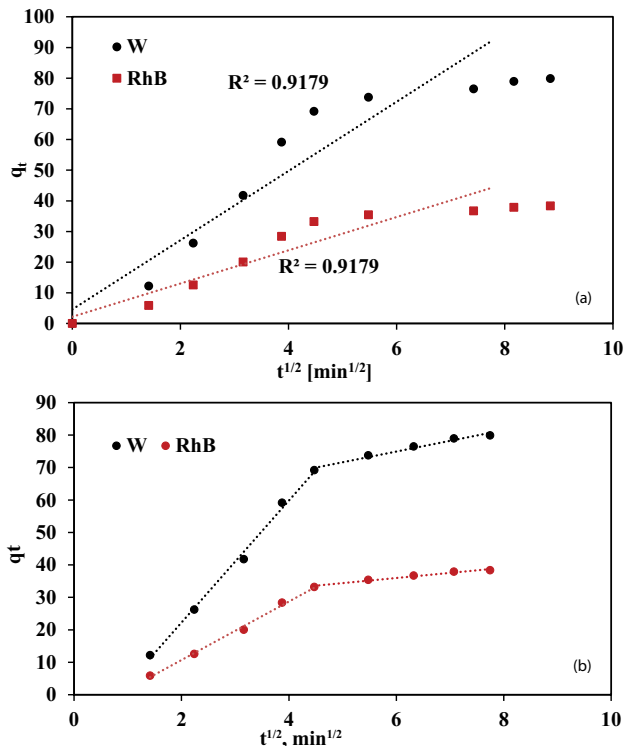 100
90
80
70
60
50
40
30
20
10
0
qt
W
RhB
R² = 0.9179
R² = 0.9179
(a)
0 2 4 6 8 10
t1/2 [min1/2]
90
80
70
60
50
40
30
20
10
0
qt
W RhB
(b)
0 2 4 6 8 10
t1/2, min1/2